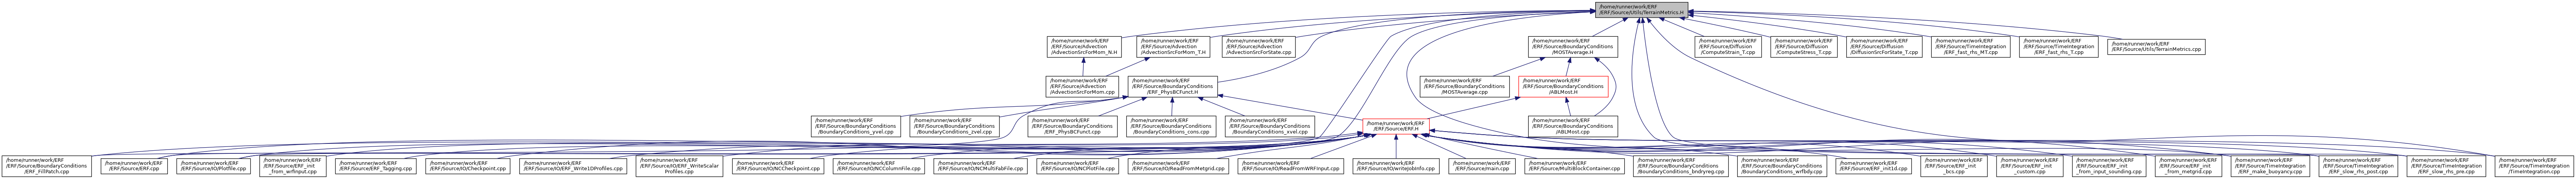 /home/runner/work/ERF
/ERF/Source/Utils/TerrainMetrics.H
/home/runner/work/ERF
/ERF/Source/Advection
/AdvectionSrcForMom_N.H
/home/runner/work/ERF
/ERF/Source/Advection
/AdvectionSrcForMom_T.H
/home/runner/work/ERF
/ERF/Source/Advection
/AdvectionSrcForState.cpp
/home/runner/work/ERF
/ERF/Source/BoundaryConditions
/MOSTAverage.H
/home/runner/work/ERF
/ERF/Source/Diffusion
/ComputeStrain_T.cpp
/home/runner/work/ERF
/ERF/Source/Diffusion
/ComputeStress_T.cpp
/home/runner/work/ERF
/ERF/Source/Diffusion
/DiffusionSrcForState_T.cpp
/home/runner/work/ERF
/ERF/Source/TimeIntegration
/ERF_fast_rhs_MT.cpp
/home/runner/work/ERF
/ERF/Source/TimeIntegration
/ERF_fast_rhs_T.cpp
/home/runner/work/ERF
/ERF/Source/Utils/TerrainMetrics.cpp
/home/runner/work/ERF
/ERF/Source/Advection
/AdvectionSrcForMom.cpp
/home/runner/work/ERF
/ERF/Source/BoundaryConditions
/ERF_PhysBCFunct.H
/home/runner/work/ERF
/ERF/Source/BoundaryConditions
/MOSTAverage.cpp
/home/runner/work/ERF
/ERF/Source/BoundaryConditions
/ABLMost.H
/home/runner/work/ERF
/ERF/Source/BoundaryConditions
/BoundaryConditions_yvel.cpp
/home/runner/work/ERF
/ERF/Source/BoundaryConditions
/BoundaryConditions_zvel.cpp
/home/runner/work/ERF
/ERF/Source/BoundaryConditions
/ERF_PhysBCFunct.cpp
/home/runner/work/ERF
/ERF/Source/BoundaryConditions
/BoundaryConditions_cons.cpp
/home/runner/work/ERF
/ERF/Source/BoundaryConditions
/BoundaryConditions_xvel.cpp
/home/runner/work/ERF
/ERF/Source/ERF.H
/home/runner/work/ERF
/ERF/Source/BoundaryConditions
/ABLMost.cpp
/home/runner/work/ERF
/ERF/Source/BoundaryConditions
/ERF_FillPatch.cpp
/home/runner/work/ERF
/ERF/Source/ERF.cpp
/home/runner/work/ERF
/ERF/Source/IO/Plotfile.cpp
/home/runner/work/ERF
/ERF/Source/ERF_init
_from_wrfinput.cpp
/home/runner/work/ERF
/ERF/Source/ERF_Tagging.cpp
/home/runner/work/ERF
/ERF/Source/IO/Checkpoint.cpp
/home/runner/work/ERF
/ERF/Source/IO/ERF_Write1DProfiles.cpp
/home/runner/work/ERF
/ERF/Source/IO/ERF_WriteScalar
Profiles.cpp
/home/runner/work/ERF
/ERF/Source/IO/NCCheckpoint.cpp
/home/runner/work/ERF
/ERF/Source/IO/NCColumnFile.cpp
/home/runner/work/ERF
/ERF/Source/IO/NCMultiFabFile.cpp
/home/runner/work/ERF
/ERF/Source/IO/NCPlotFile.cpp
/home/runner/work/ERF
/ERF/Source/IO/ReadFromMetgrid.cpp
/home/runner/work/ERF
/ERF/Source/IO/ReadFromWRFInput.cpp
/home/runner/work/ERF
/ERF/Source/IO/writeJobInfo.cpp
/home/runner/work/ERF
/ERF/Source/main.cpp
/home/runner/work/ERF
/ERF/Source/MultiBlockContainer.cpp
/home/runner/work/ERF
/ERF/Source/BoundaryConditions
/BoundaryConditions_bndryreg.cpp
/home/runner/work/ERF
/ERF/Source/BoundaryConditions
/BoundaryConditions_wrfbdy.cpp
/home/runner/work/ERF
/ERF/Source/ERF_init1d.cpp
/home/runner/work/ERF
/ERF/Source/ERF_init
_bcs.cpp
/home/runner/work/ERF
/ERF/Source/ERF_init
_custom.cpp
/home/runner/work/ERF
/ERF/Source/ERF_init
_from_input_sounding.cpp
/home/runner/work/ERF
/ERF/Source/ERF_init
_from_metgrid.cpp
/home/runner/work/ERF
/ERF/Source/TimeIntegration
/ERF_make_buoyancy.cpp
/home/runner/work/ERF
/ERF/Source/TimeIntegration
/ERF_slow_rhs_post.cpp
/home/runner/work/ERF
/ERF/Source/TimeIntegration
/ERF_slow_rhs_pre.cpp
/home/runner/work/ERF
/ERF/Source/TimeIntegration
/TimeIntegration.cpp